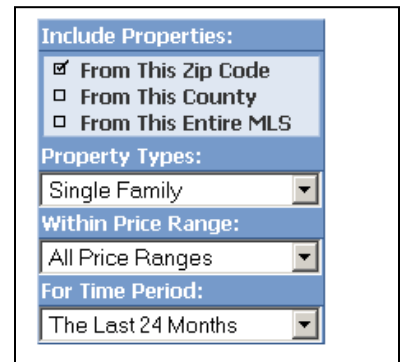 Include Properties:
From This Zip Code
From This County
From This Entire MLS
Property Types:
Single Family
Within Price Range:
All Price Ranges
For Time Period:
The Last 24 Months